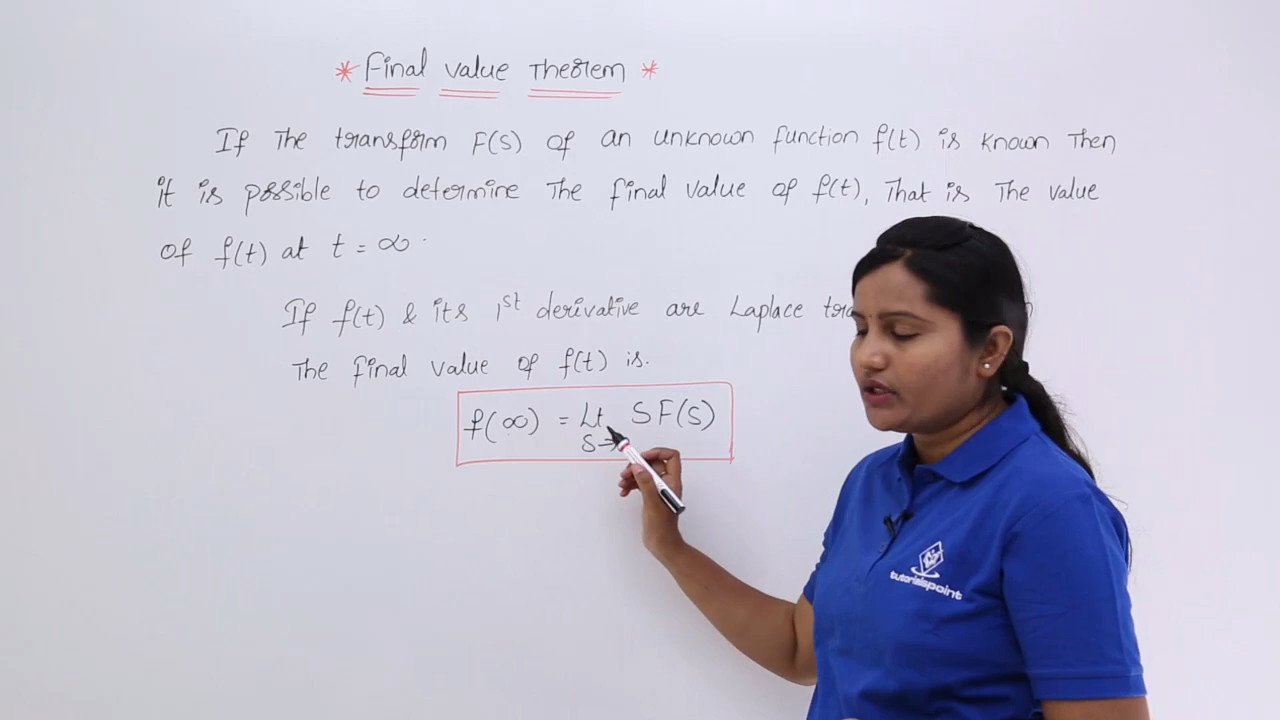 * Final value Theorem *
If The transform F(S) of an unknown function f(t) is known Then
it is possible to determine The final value of f(t), That is The value
of f(t) at t = ∞.
If f(t) & its 1st derivative are Laplace
The final value of f(t) is.
f(∞) = Lt S F(S)
S→
tutorialspoint